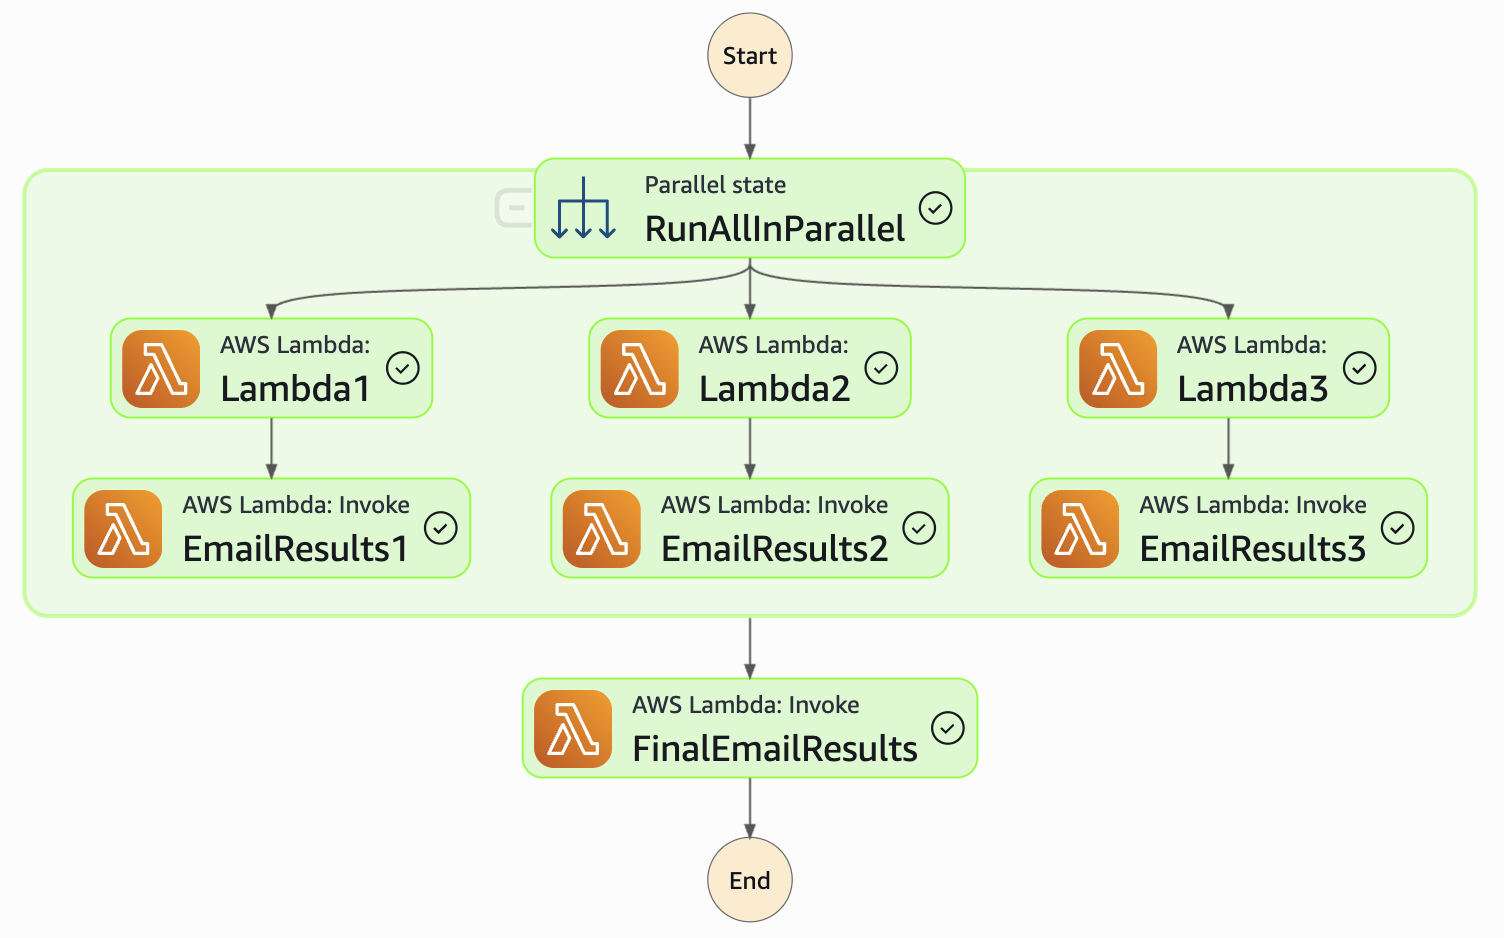 Start
Parallel state
RunAllInParallel
AWS Lambda:
Lambda1
AWS Lambda:
Lambda2
AWS Lambda:
Lambda3
AWS Lambda: Invoke
EmailResults1
AWS Lambda: Invoke
EmailResults2
AWS Lambda: Invoke
EmailResults3
AWS Lambda: Invoke
FinalEmailResults
End